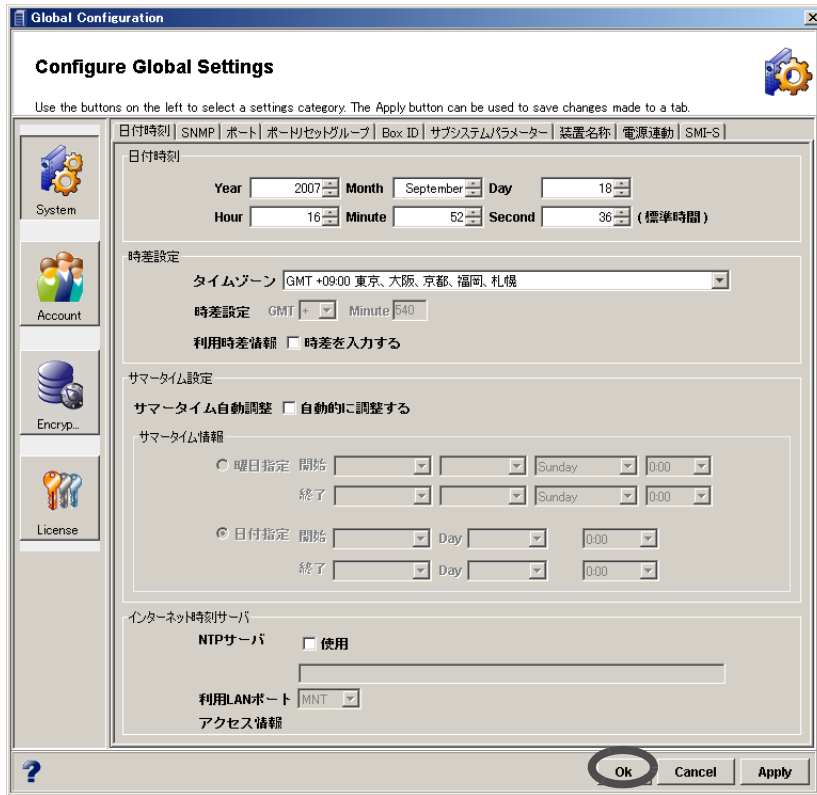 Global Configuration
Configure Global Settings
Use the buttons on the left to select a settings category. The Apply button can be used to save changes made to a tab.
System
Account
Encryp...
License
日付時刻 SNMP ポート ポートリセットグループ Box ID サブシステムパラメーター 装置名称 電源連動 SMI-S
日付時刻
Year 2007 Month September Day 18
Hour 16 Minute 52 Second 36 (標準時間)
時差設定
タイムゾーン GMT +09:00 東京、大阪、京都、福岡、札幌
時差設定 GMT + Minute 540
利用時差情報 時差を入力する
サマータイム設定
サマータイム自動調整 自動的に調整する
サマータイム情報
曜日指定 開始 Sunday 0:00
終了 Sunday 0:00
日付指定 開始 Day 0:00
終了 Day 0:00
インターネット時刻サーバ
NTPサーバ 使用
利用LANポート MNT
アクセス情報
? Ok Cancel Apply